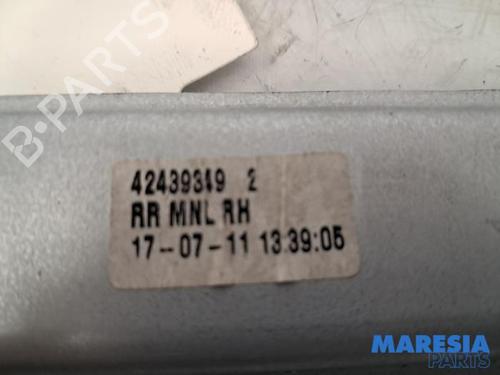 B-PARTS
42439349 2
RR MNL RH
17-07-11 13:39:05
MARESIA
PARTS